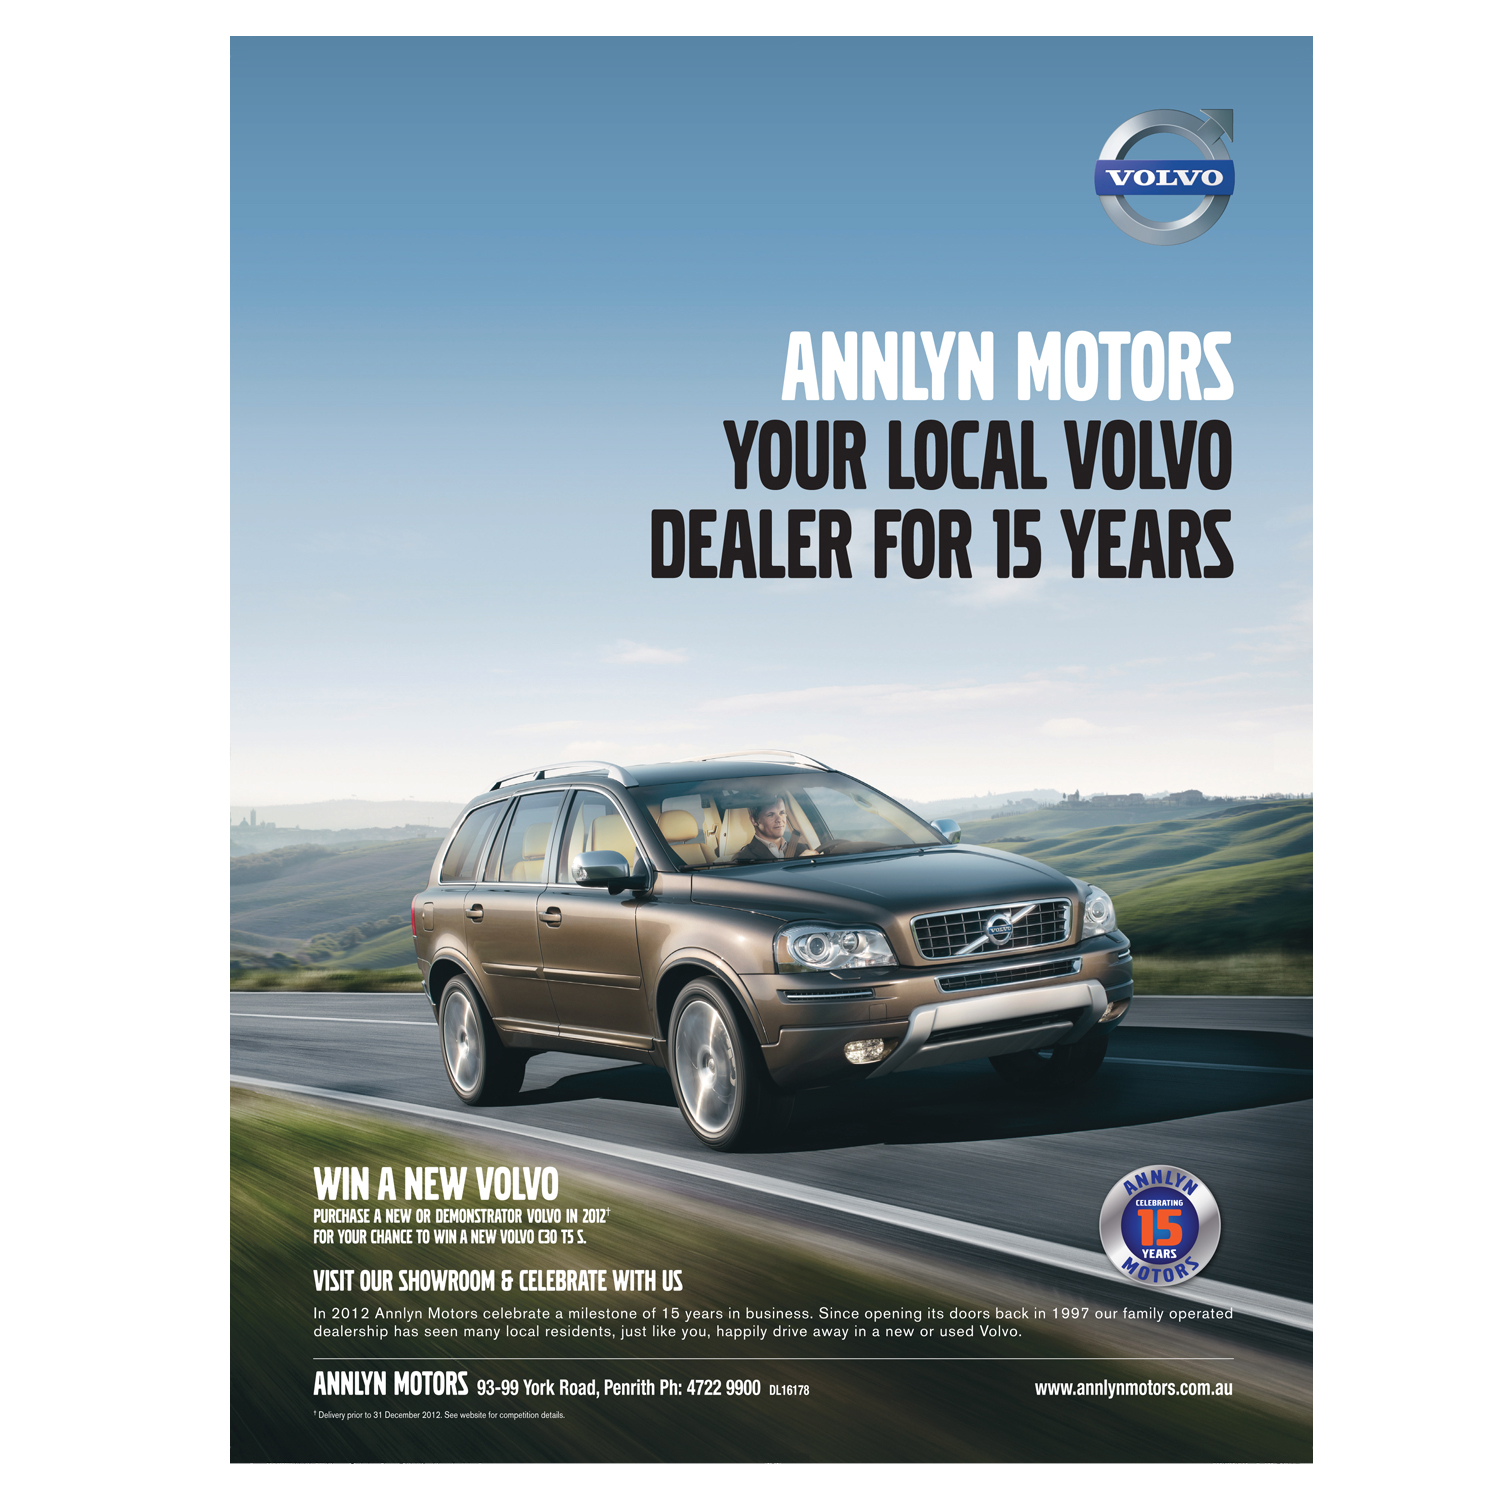 VOLVO
ANNLYN MOTORS
YOUR LOCAL VOLVO
DEALER FOR 15 YEARS
VOLVO
WIN A NEW VOLVO
PURCHASE A NEW OR DEMONSTRATOR VOLVO IN 2012†
FOR YOUR CHANCE TO WIN A NEW VOLVO C30 T5 S.
ANNLYN
CELEBRATING
15
YEARS
MOTORS
VISIT OUR SHOWROOM & CELEBRATE WITH US
In 2012 Annlyn Motors celebrate a milestone of 15 years in business. Since opening its doors back in 1997 our family operated
dealership has seen many local residents, just like you, happily drive away in a new or used Volvo.
ANNLYN MOTORS 93-99 York Road, Penrith Ph: 4722 9900 DL16178
www.annlynmotors.com.au
† Delivery prior to 31 December 2012. See website for competition details.